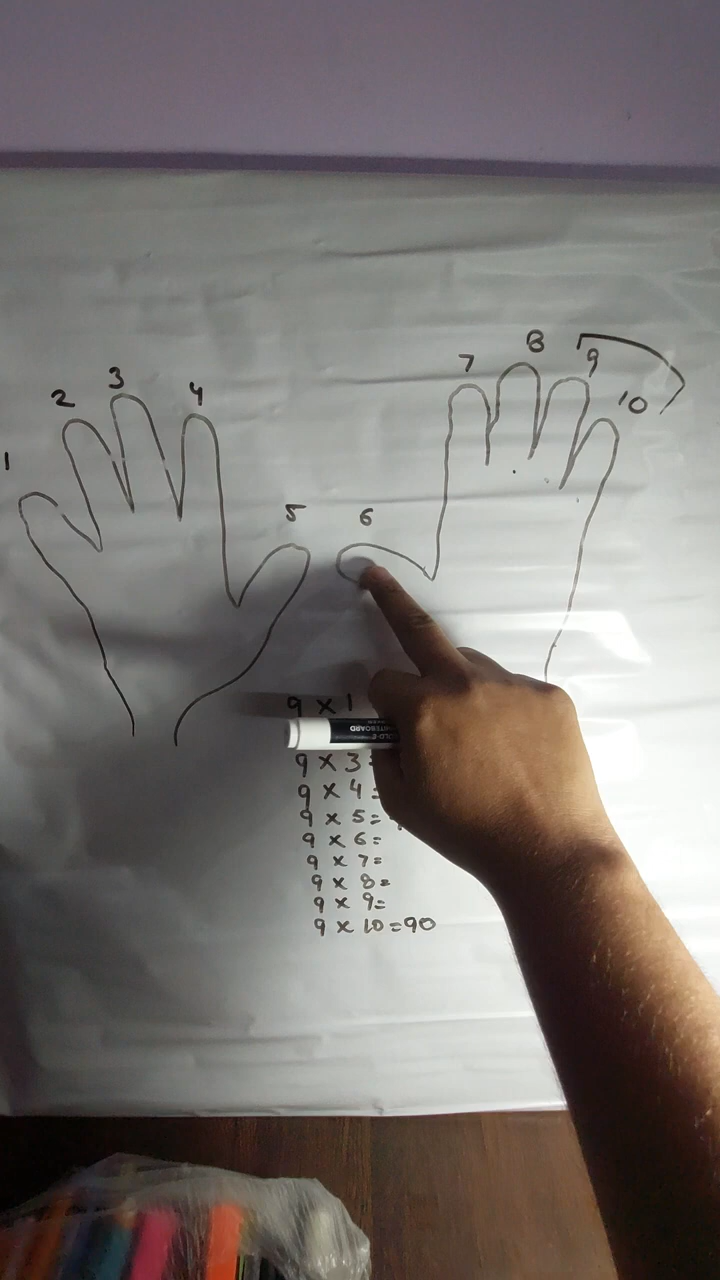 1 2 3 4 5 6 7 8 9 10
9 x 1
9 x 3=
9 x 4=
9 x 5=
9 x 6=
9 x 7=
9 x 8=
9 x 9=
9 x 10=90